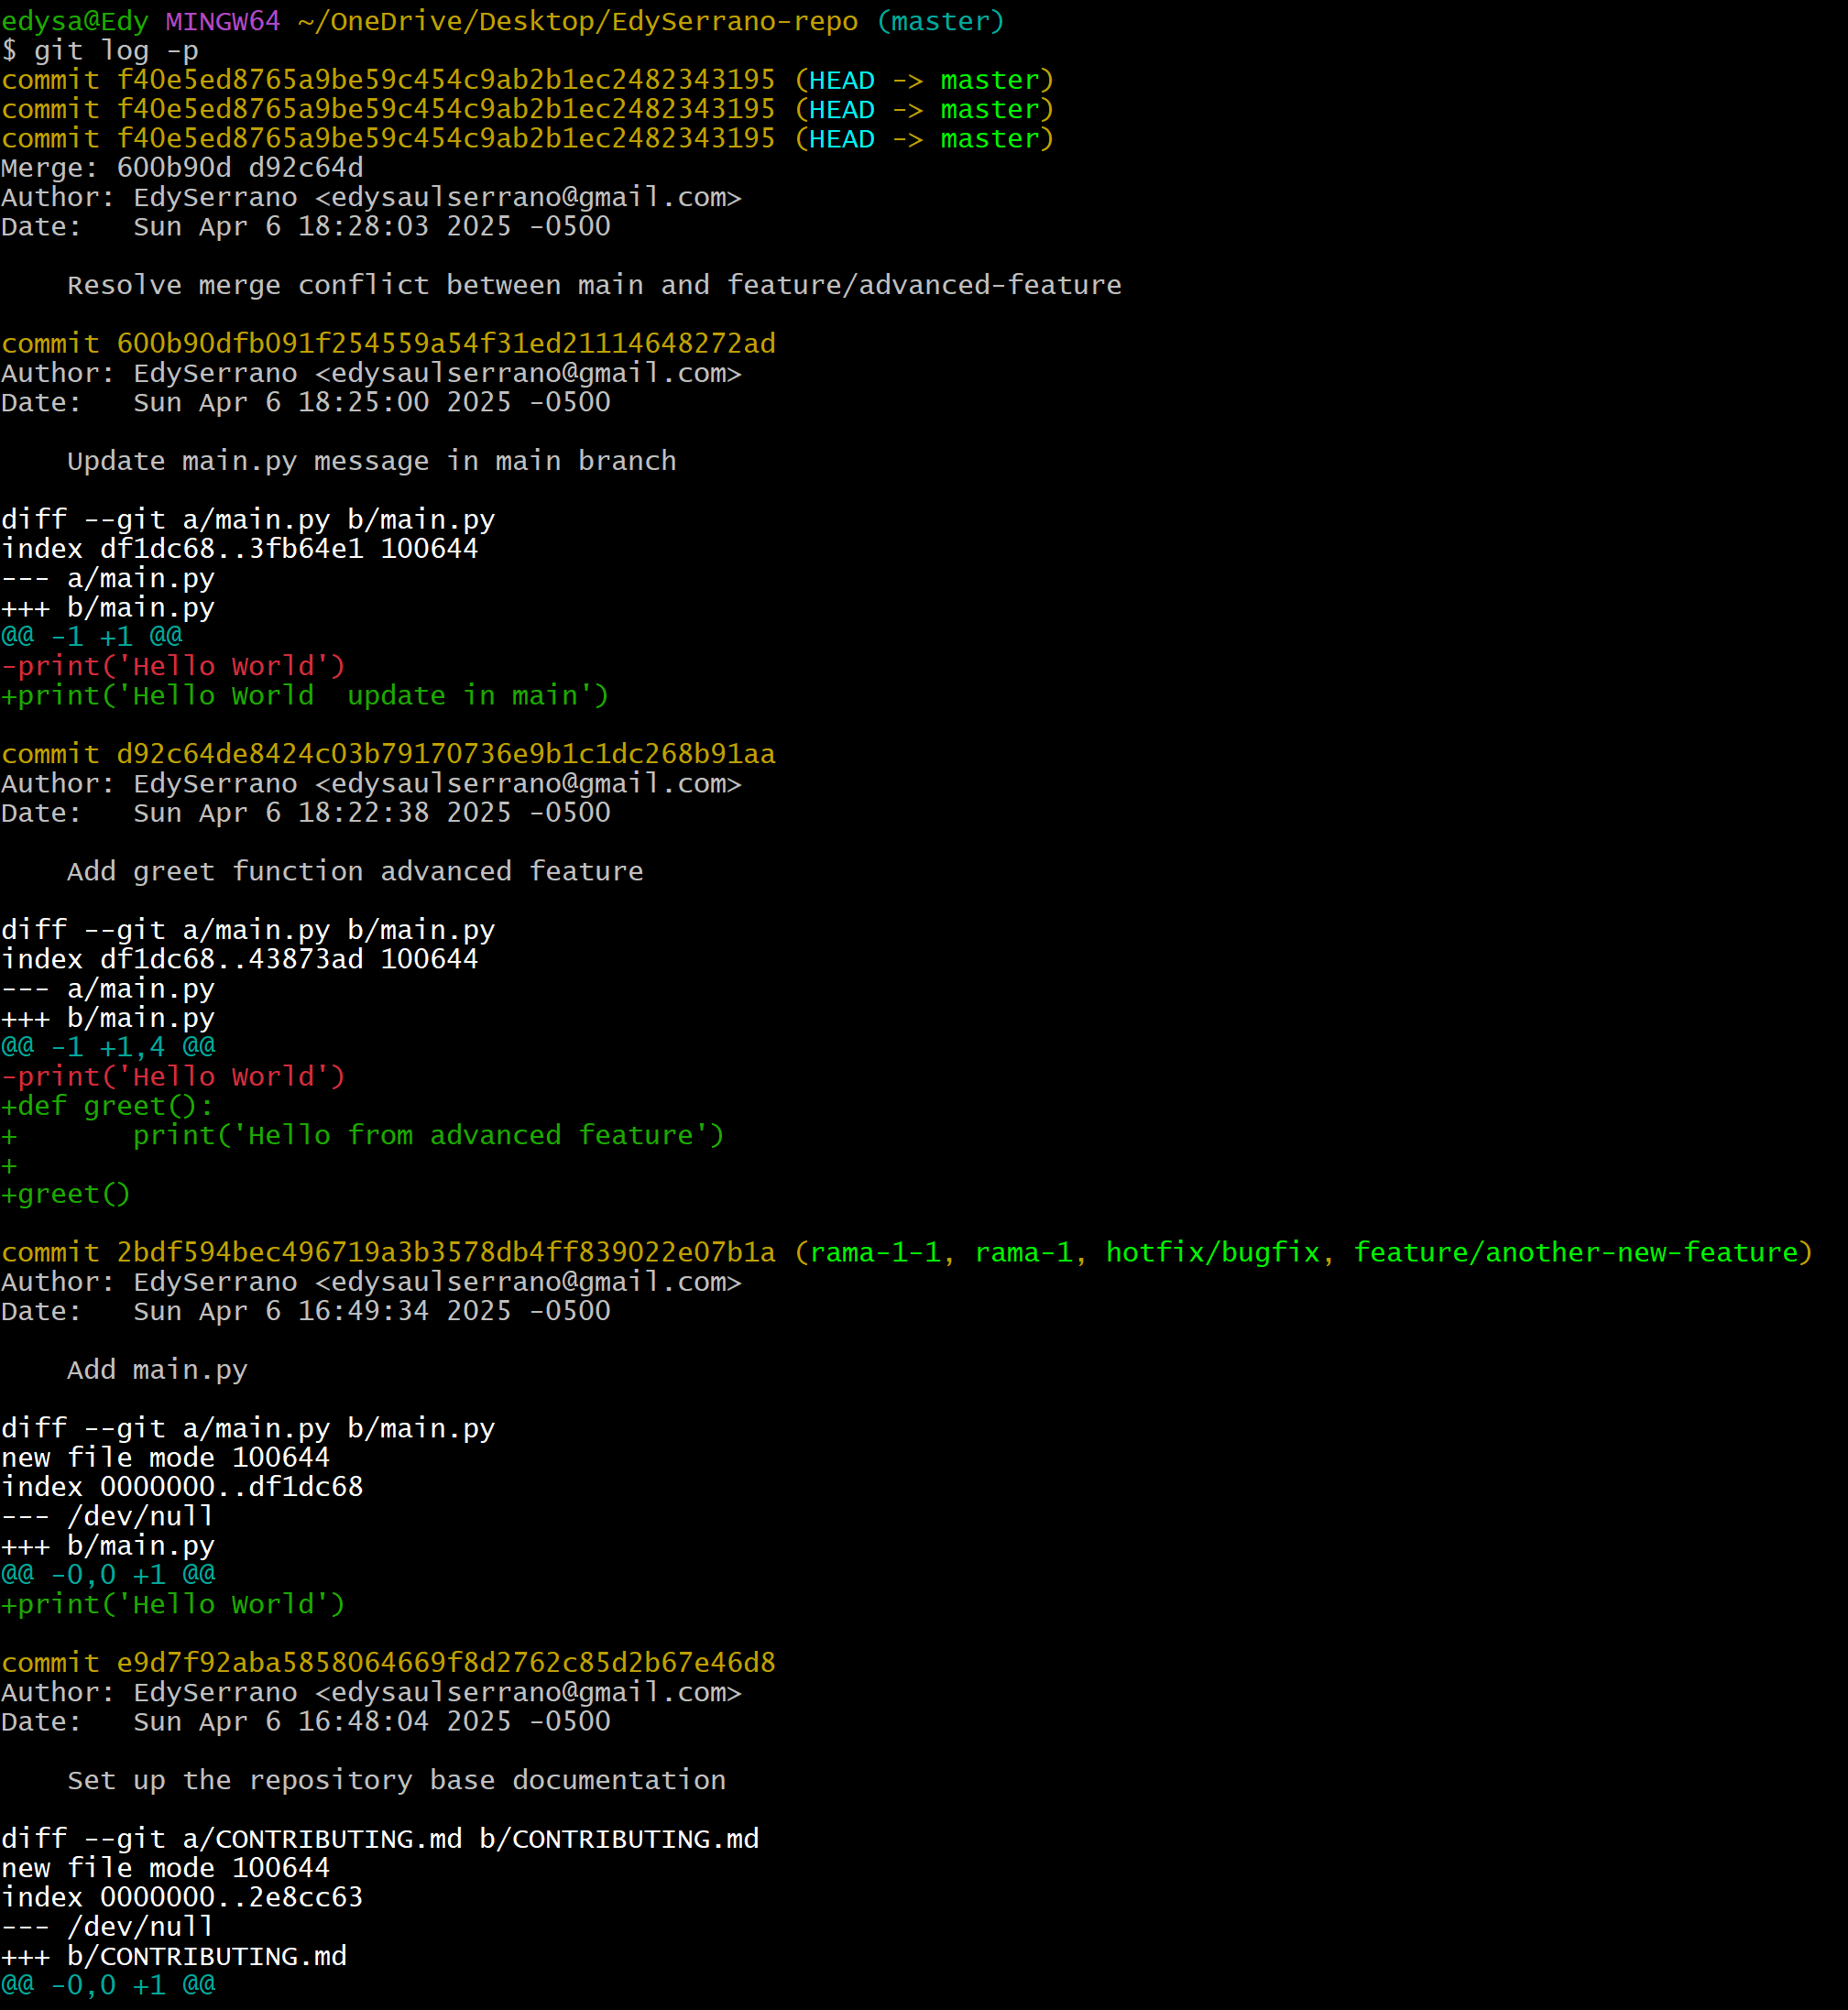 edysa@Edy MINGW64 ~/OneDrive/Desktop/EdySerrano-repo (master)
$ git log -p
commit f40e5ed8765a9be59c454c9ab2b1ec2482343195 (HEAD -> master)
commit f40e5ed8765a9be59c454c9ab2b1ec2482343195 (HEAD -> master)
commit f40e5ed8765a9be59c454c9ab2b1ec2482343195 (HEAD -> master)
Merge: 600b90d d92c64d
Author: EdySerrano <edysaulserrano@gmail.com>
Date:   Sun Apr 6 18:28:03 2025 -0500

    Resolve merge conflict between main and feature/advanced-feature

commit 600b90dfb091f254559a54f31ed21114648272ad
Author: EdySerrano <edysaulserrano@gmail.com>
Date:   Sun Apr 6 18:25:00 2025 -0500

    Update main.py message in main branch

diff --git a/main.py b/main.py
index df1dc68..3fb64e1 100644
--- a/main.py
+++ b/main.py
@@ -1 +1 @@
-print('Hello World')
+print('Hello World  update in main')

commit d92c64de8424c03b79170736e9b1c1dc268b91aa
Author: EdySerrano <edysaulserrano@gmail.com>
Date:   Sun Apr 6 18:22:38 2025 -0500

    Add greet function advanced feature

diff --git a/main.py b/main.py
index df1dc68..43873ad 100644
--- a/main.py
+++ b/main.py
@@ -1 +1,4 @@
-print('Hello World')
+def greet():
+       print('Hello from advanced feature')
+
+greet()

commit 2bdf594bec496719a3b3578db4ff839022e07b1a (rama-1-1, rama-1, hotfix/bugfix, feature/another-new-feature)
Author: EdySerrano <edysaulserrano@gmail.com>
Date:   Sun Apr 6 16:49:34 2025 -0500

    Add main.py

diff --git a/main.py b/main.py
new file mode 100644
index 0000000..df1dc68
--- /dev/null
+++ b/main.py
@@ -0,0 +1 @@
+print('Hello World')

commit e9d7f92aba5858064669f8d2762c85d2b67e46d8
Author: EdySerrano <edysaulserrano@gmail.com>
Date:   Sun Apr 6 16:48:04 2025 -0500

    Set up the repository base documentation

diff --git a/CONTRIBUTING.md b/CONTRIBUTING.md
new file mode 100644
index 0000000..2e8cc63
--- /dev/null
+++ b/CONTRIBUTING.md
@@ -0,0 +1 @@